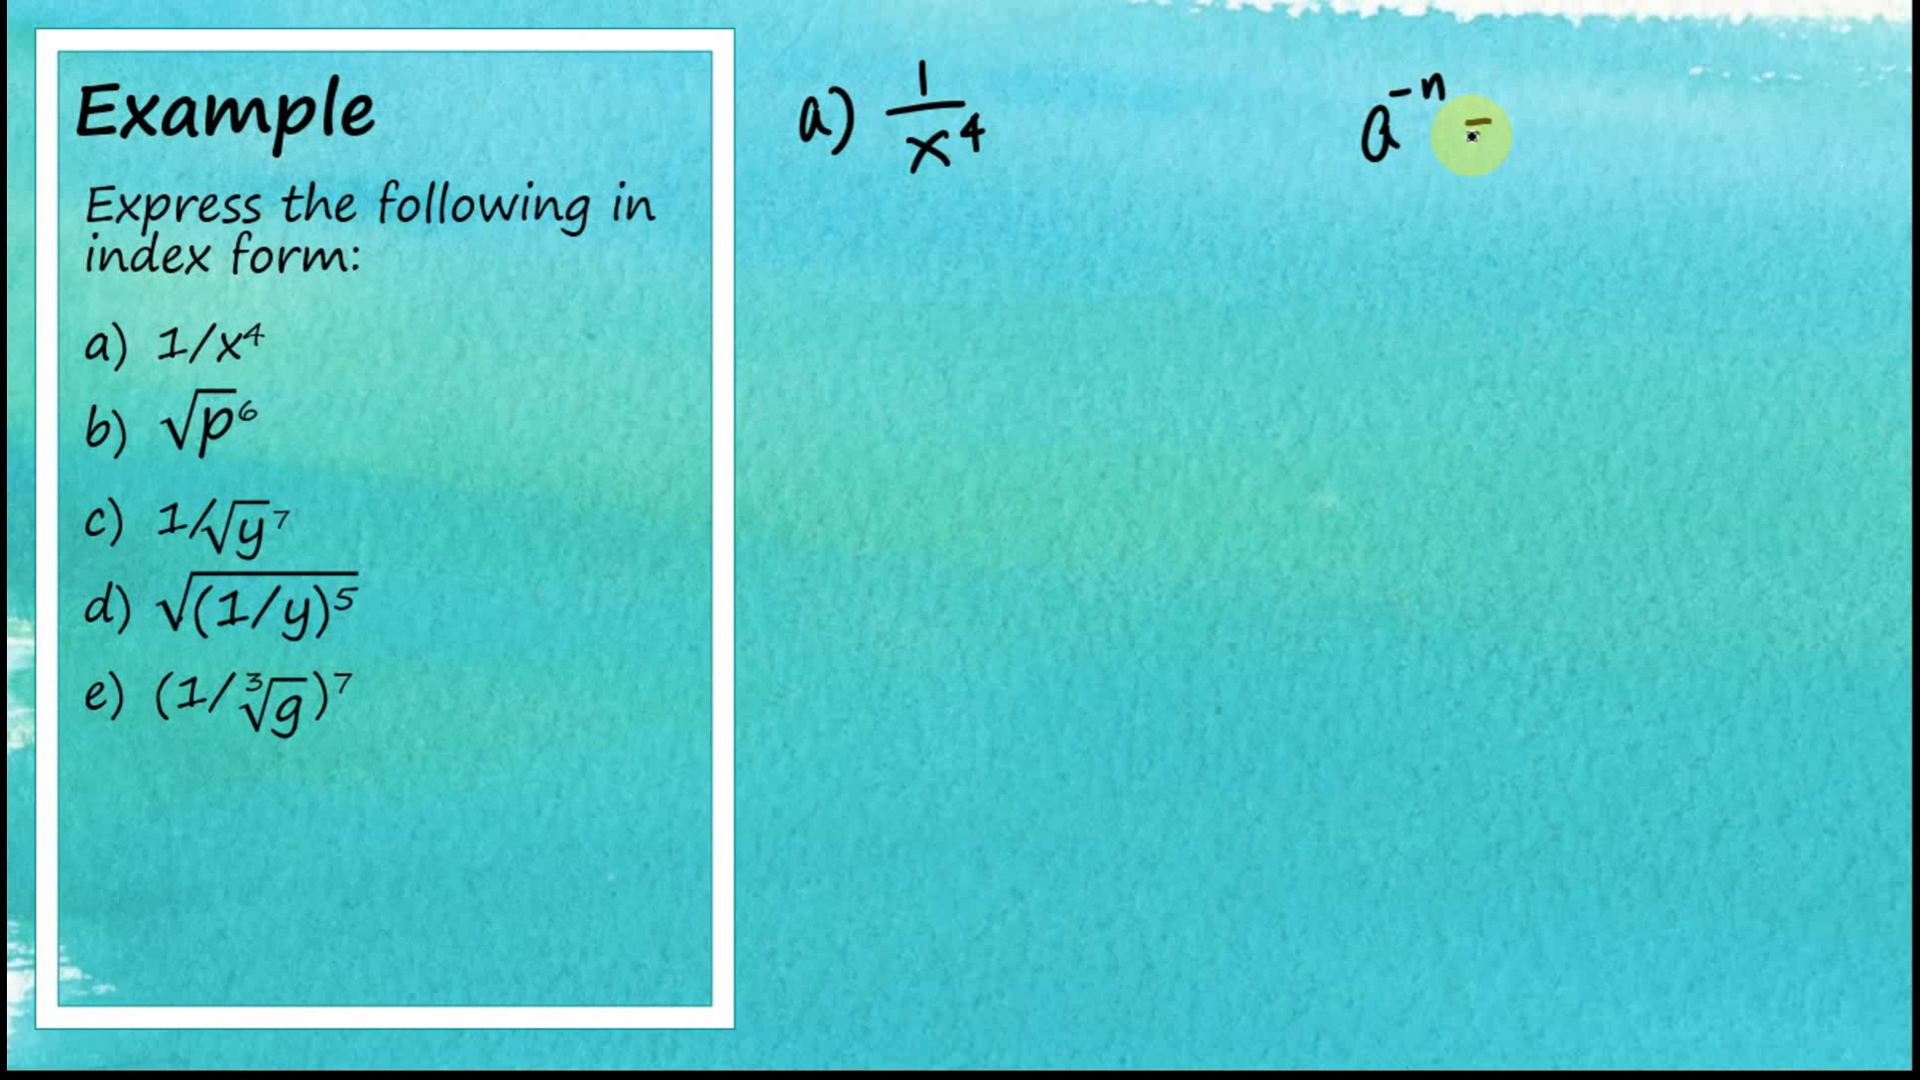 Example
Express the following in
index form:
a) 1/x⁴
b) √p⁶
c) 1/√y⁷
d) √(1/y)⁵
e) (1/∛g)⁷
a) 1/x⁴
a⁻ⁿ =